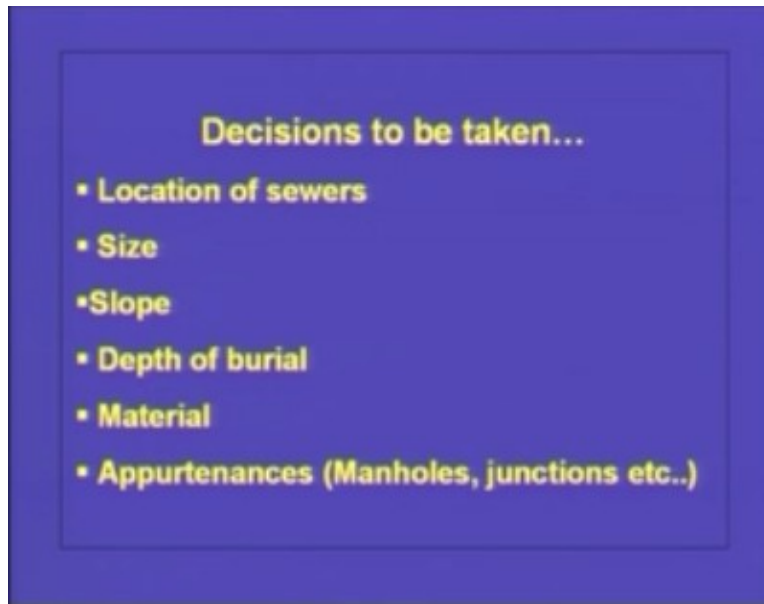 Decisions to be taken...
▪ Location of sewers
▪ Size
▪Slope
▪ Depth of burial
▪ Material
▪ Appurtenances (Manholes, junctions etc..)